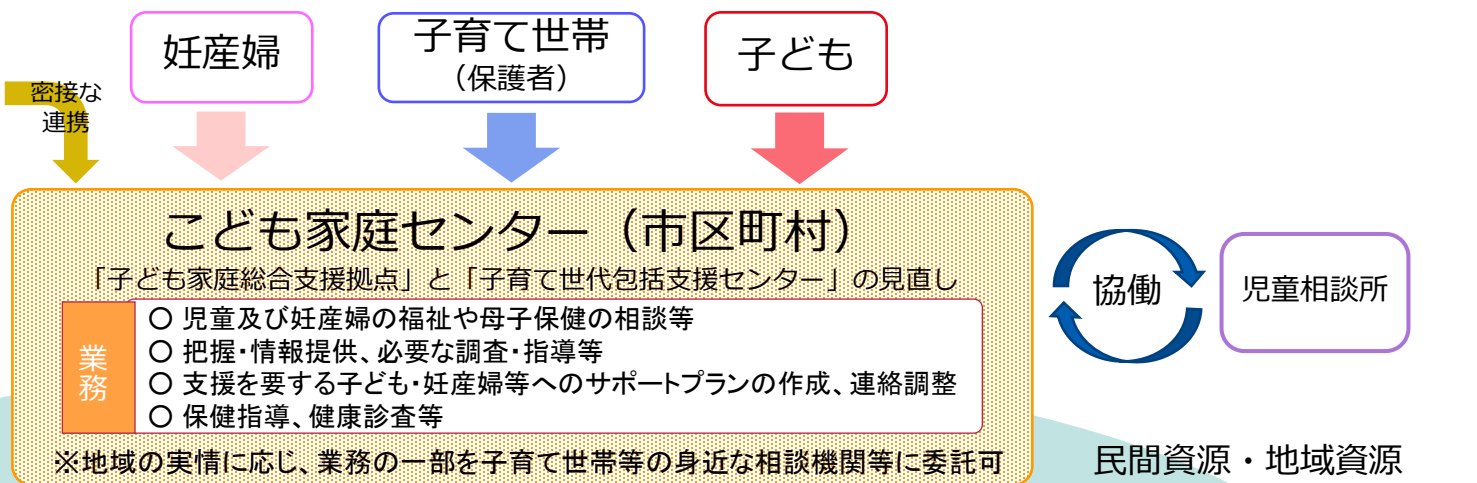 妊産婦
子育て世帯
（保護者）
子ども
密接な
連携
こども家庭センター（市区町村）
「子ども家庭総合支援拠点」と「子育て世代包括支援センター」の見直し
業務
〇 児童及び妊産婦の福祉や母子保健の相談等
〇 把握・情報提供、必要な調査・指導等
〇 支援を要する子ども・妊産婦等へのサポートプランの作成、連絡調整
〇 保健指導、健康診査等
※地域の実情に応じ、業務の一部を子育て世帯等の身近な相談機関等に委託可
協働
児童相談所
民間資源・地域資源